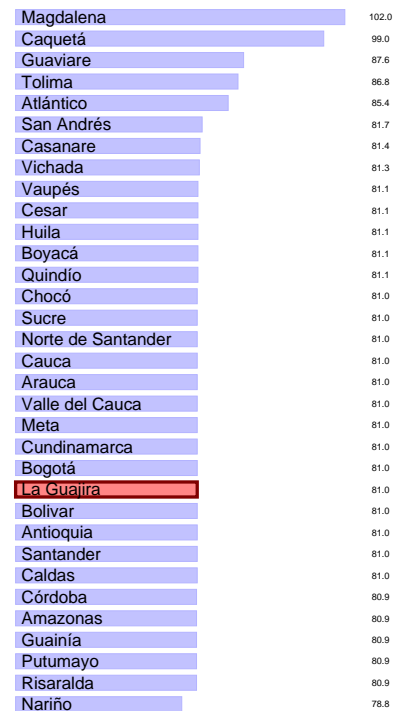 Magdalena 102.0
Caquetá 99.0
Guaviare 87.6
Tolima 86.8
Atlántico 85.4
San Andrés 81.7
Casanare 81.4
Vichada 81.3
Vaupés 81.1
Cesar 81.1
Huila 81.1
Boyacá 81.1
Quindío 81.1
Chocó 81.0
Sucre 81.0
Norte de Santander 81.0
Cauca 81.0
Arauca 81.0
Valle del Cauca 81.0
Meta 81.0
Cundinamarca 81.0
Bogotá 81.0
La Guajira 81.0
Bolivar 81.0
Antioquia 81.0
Santander 81.0
Caldas 81.0
Córdoba 80.9
Amazonas 80.9
Guainía 80.9
Putumayo 80.9
Risaralda 80.9
Nariño 78.8